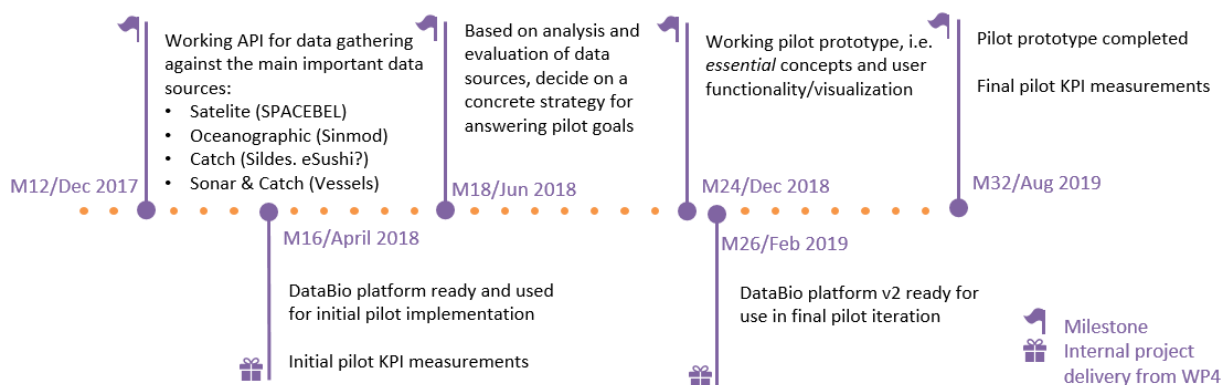 Working API for data gathering
against the main important data
sources:
• Satelite (SPACEBEL)
• Oceanographic (Sinmod)
• Catch (Sildes. eSushi?)
• Sonar & Catch (Vessels)
M12/Dec 2017
Based on analysis and
evaluation of data
sources, decide on a
concrete strategy for
answering pilot goals
M18/Jun 2018
Working pilot prototype, i.e.
essential concepts and user
functionality/visualization
M24/Dec 2018
Pilot prototype completed
Final pilot KPI measurements
M32/Aug 2019
M16/April 2018
DataBio platform ready and used
for initial pilot implementation
Initial pilot KPI measurements
M26/Feb 2019
DataBio platform v2 ready for
use in final pilot iteration
Milestone
Internal project
delivery from WP4